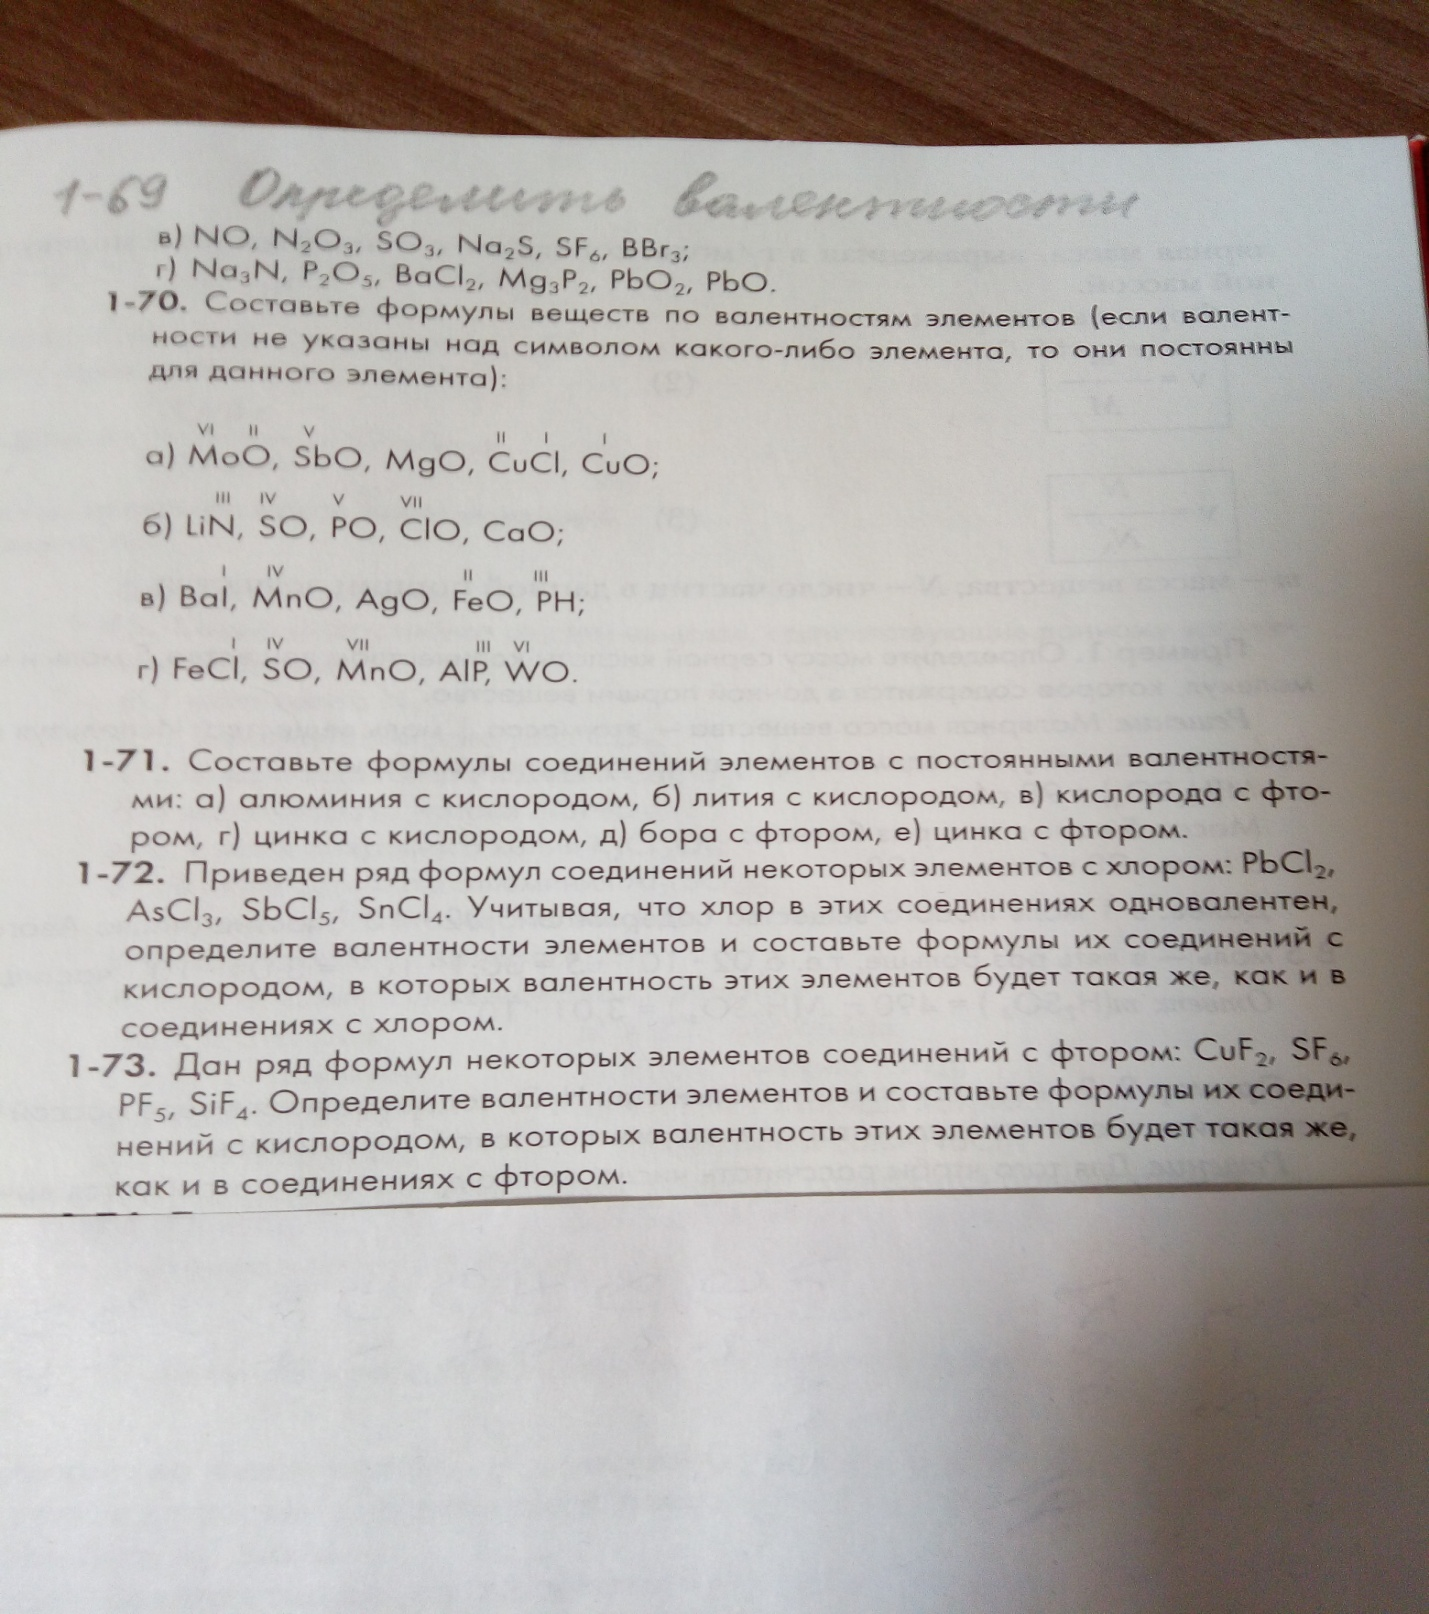 1-69 Определить валентности
в) NO, N₂O₃, SO₃, Na₂S, SF₆, BBr₃;
г) Na₃N, P₂O₅, BaCl₂, Mg₃P₂, PbO₂, PbO.
1-70. Составьте формулы веществ по валентностям элементов (если валент-
ности не указаны над символом какого-либо элемента, то они постоянны
для данного элемента):
VI II V II I I
а) MoO, SbO, MgO, CuCl, CuO;
III IV V VII
б) LiN, SO, PO, ClO, CaO;
I IV II III
в) BaI, MnO, AgO, FeO, PH;
I IV VII III VI
г) FeCl, SO, MnO, AlP, WO.
1-71. Составьте формулы соединений элементов с постоянными валентностя-
ми: а) алюминия с кислородом, б) лития с кислородом, в) кислорода с фто-
ром, г) цинка с кислородом, д) бора с фтором, е) цинка с фтором.
1-72. Приведен ряд формул соединений некоторых элементов с хлором: PbCl₂,
AsCl₃, SbCl₅, SnCl₄. Учитывая, что хлор в этих соединениях одновалентен,
определите валентности элементов и составьте формулы их соединений с
кислородом, в которых валентность этих элементов будет такая же, как и в
соединениях с хлором.
1-73. Дан ряд формул некоторых элементов соединений с фтором: CuF₂, SF₆,
PF₅, SiF₄. Определите валентности элементов и составьте формулы их соеди-
нений с кислородом, в которых валентность этих элементов будет такая же,
как и в соединениях с фтором.